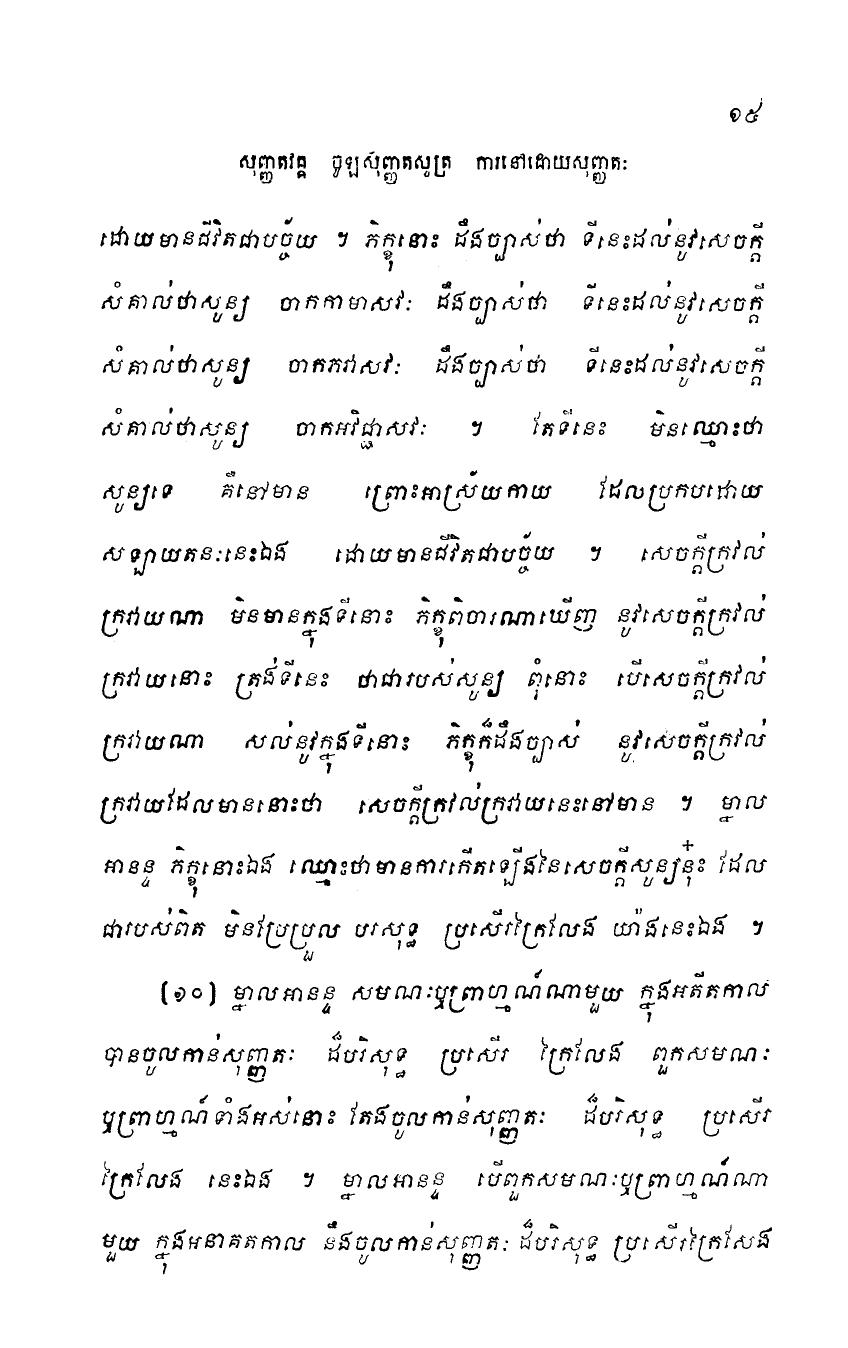 ១៥
សុញ្ញតវគ្គ ចូឡសុញ្ញតសូត្រ ការនៅដោយសុញ្ញតៈ
ដោយមានជីវិតជាបច្ច័យ ។ ភិក្ខុនោះ ដឹងច្បាស់ថា ទីនេះដល់នូវសេចក្តី
សំគាល់ថាសូន្យ ចាកកាមាសវៈ ដឹងច្បាស់ថា ទីនេះដល់នូវសេចក្តី
សំគាល់ថាសូន្យ ចាកភវាសវៈ ដឹងច្បាស់ថា ទីនេះដល់នូវសេចក្តី
សំគាល់ថាសូន្យ ចាកអវិជ្ជាសវៈ ។ តែទីនេះ មិនឈ្មោះថា
សូន្យទេ គឺនៅមាន ព្រោះអាស្រ័យកាយ ដែលប្រកបដោយ
សឡាយតនៈនេះឯង ដោយមានជីវិតជាបច្ច័យ ។ សេចក្តីក្រវល់
ក្រវាយណា មិនមានក្នុងទីនោះ ភិក្ខុពិចារណាឃើញ នូវសេចក្តីក្រវល់
ក្រវាយនោះ ត្រង់ទីនេះ ថាជារបស់សូន្យ ពុំនោះ បើសេចក្តីក្រវល់
ក្រវាយណា សល់នូវក្នុងទីនោះ ភិក្ខុក៏ដឹងច្បាស់ នូវសេចក្តីក្រវល់
ក្រវាយដែលមាននោះថា សេចក្តីក្រវល់ក្រវាយនេះនៅមាន ។ ម្នាល
អានន្ទ ភិក្ខុនោះឯង ឈ្មោះថាមានការកើតឡើងនៃសេចក្តីសូន្យនុ៎ះ ដែល
ជារបស់ពិត មិនប្រែប្រួល បរសុទ្ធ ប្រសើរក្រៃលែង យ៉ាងនេះឯង ។
(១០) ម្នាលអានន្ទ សមណៈឬព្រាហ្មណ៍ណាមួយ ក្នុងអតីតកាល
បានចូលកាន់សុញ្ញតៈ ដ៏បរិសុទ្ធ ប្រសើរ ក្រៃលែង ពួកសមណៈ
ឬព្រាហ្មណ៍ទាំងអស់នោះ តែងចូលកាន់សុញ្ញតៈ ដ៏បរិសុទ្ធ ប្រសើរ
ក្រៃលែង នេះឯង ។ ម្នាលអានន្ទ បើពួកសមណៈឬព្រាហ្មណ៍ណា
មួយ ក្នុងអនាគតកាល នឹងចូលកាន់សុញ្ញតៈ ដ៏បរិសុទ្ធ ប្រសើរក្រៃសែង